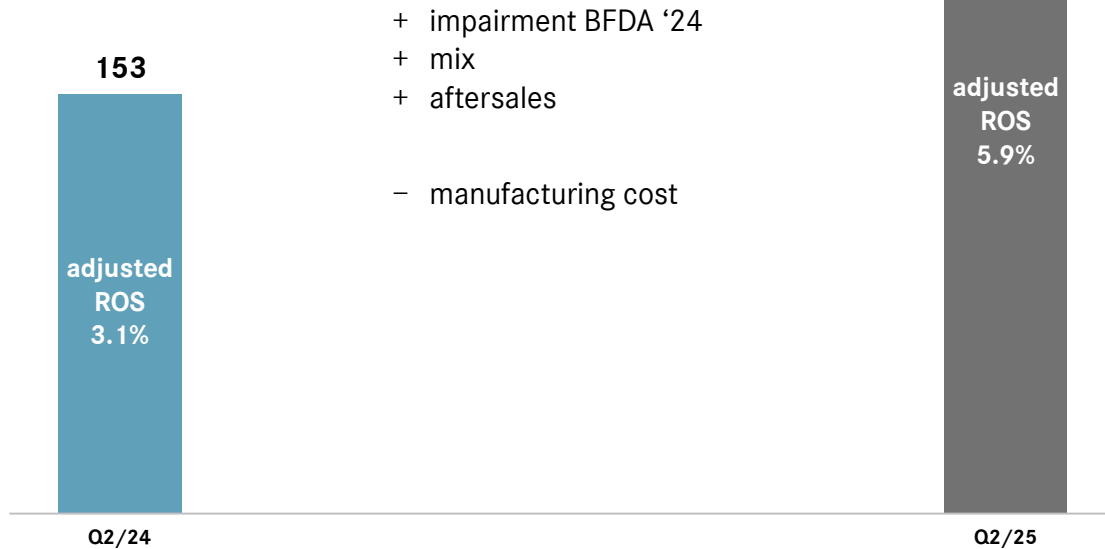 + impairment BFDA ‘24
153
+ mix
+ aftersales
adjusted
ROS
5.9%
– manufacturing cost
adjusted
ROS
3.1%
Q2/24
Q2/25